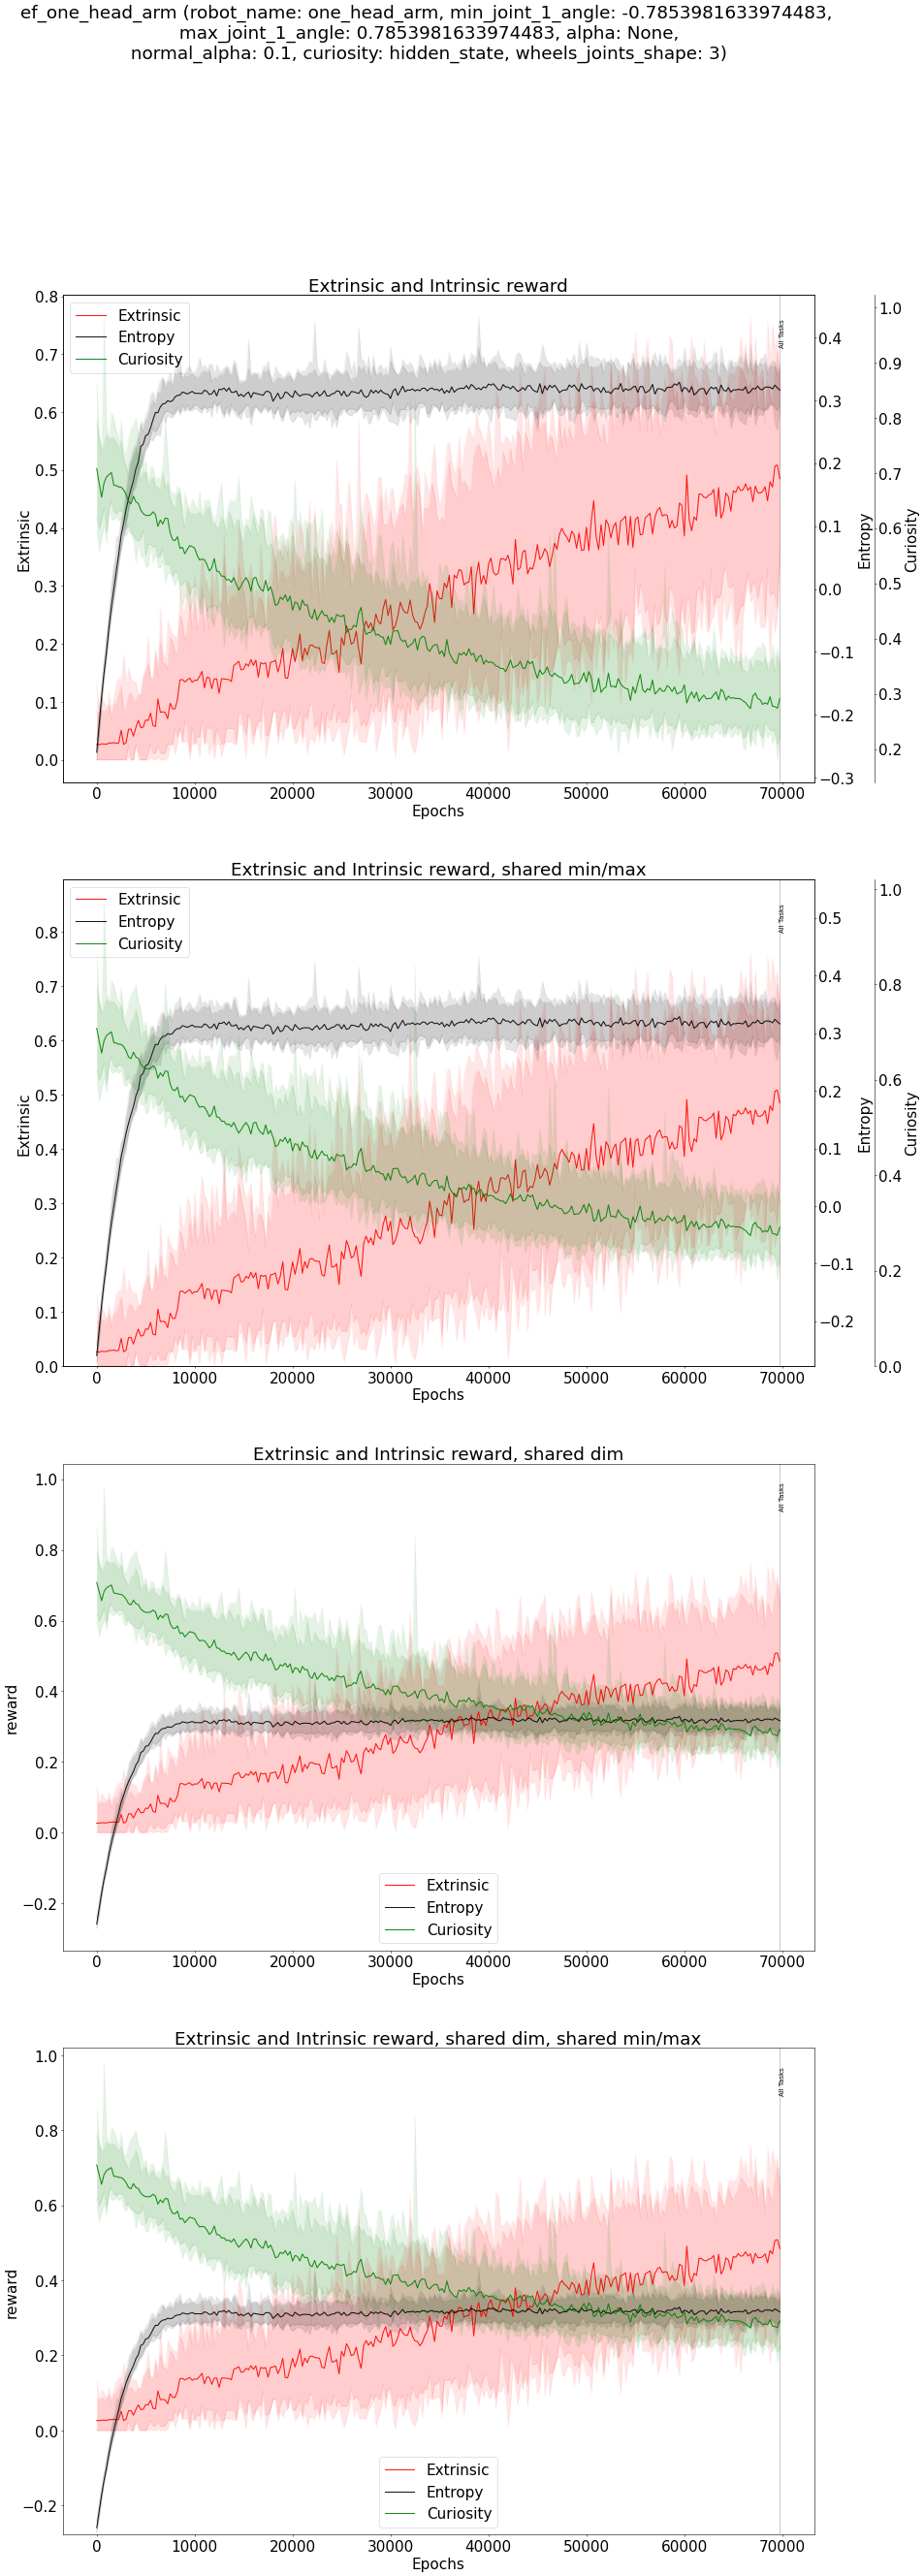 ef_one_head_arm (robot_name: one_head_arm, min_joint_1_angle: -0.7853981633974483,
max_joint_1_angle: 0.7853981633974483, alpha: None,
normal_alpha: 0.1, curiosity: hidden_state, wheels_joints_shape: 3)
Extrinsic and Intrinsic reward
Extrinsic
Entropy
Curiosity
All Tasks
0.8
0.7
0.6
0.5
0.4
0.3
0.2
0.1
0.0
Extrinsic
0.4
0.3
0.2
0.1
0.0
−0.1
−0.2
−0.3
Entropy
1.0
0.9
0.8
0.7
0.6
0.5
0.4
0.3
0.2
Curiosity
0 10000 20000 30000 40000 50000 60000 70000
Epochs
Extrinsic and Intrinsic reward, shared min/max
Extrinsic
Entropy
Curiosity
All Tasks
0.8
0.7
0.6
0.5
0.4
0.3
0.2
0.1
0.0
Extrinsic
0.5
0.4
0.3
0.2
0.1
0.0
−0.1
−0.2
Entropy
1.0
0.8
0.6
0.4
0.2
0.0
Curiosity
0 10000 20000 30000 40000 50000 60000 70000
Epochs
Extrinsic and Intrinsic reward, shared dim
All Tasks
1.0
0.8
0.6
0.4
0.2
0.0
−0.2
reward
Extrinsic
Entropy
Curiosity
0 10000 20000 30000 40000 50000 60000 70000
Epochs
Extrinsic and Intrinsic reward, shared dim, shared min/max
All Tasks
1.0
0.8
0.6
0.4
0.2
0.0
−0.2
reward
Extrinsic
Entropy
Curiosity
0 10000 20000 30000 40000 50000 60000 70000
Epochs